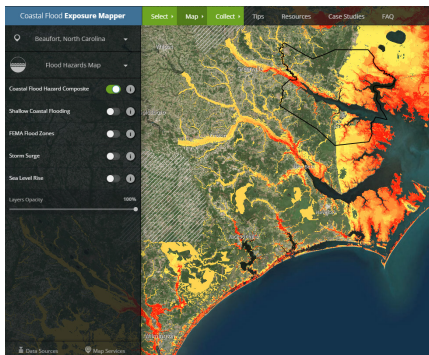 Coastal Flood Exposure Mapper
Select Map Collect Tips Resources Case Studies FAQ
Beaufort, North Carolina
Flood Hazards Map
Coastal Flood Hazard Composite
Shallow Coastal Flooding
FEMA Flood Zones
Storm Surge
Sea Level Rise
Layers Opacity 100%
Data Sources Map Services